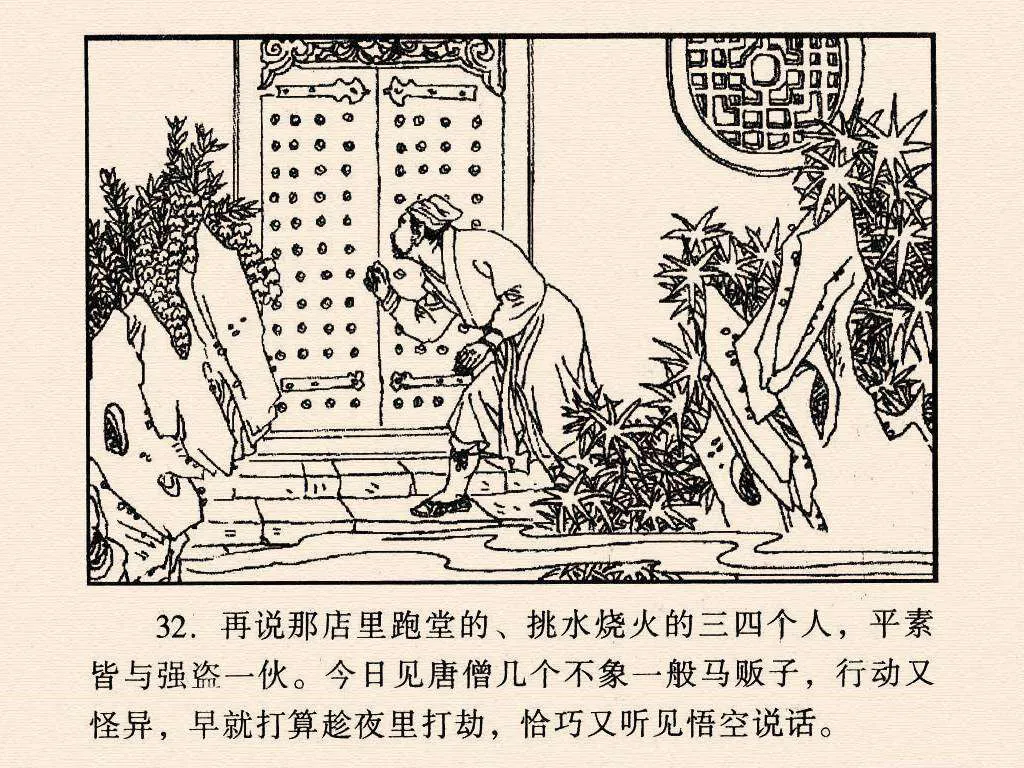 32. 再说那店里跑堂的、挑水烧火的三四个人，平素
皆与强盗一伙。今日见唐僧几个不象一般马贩子，行动又
怪异，早就打算趁夜里打劫，恰巧又听见悟空说话。